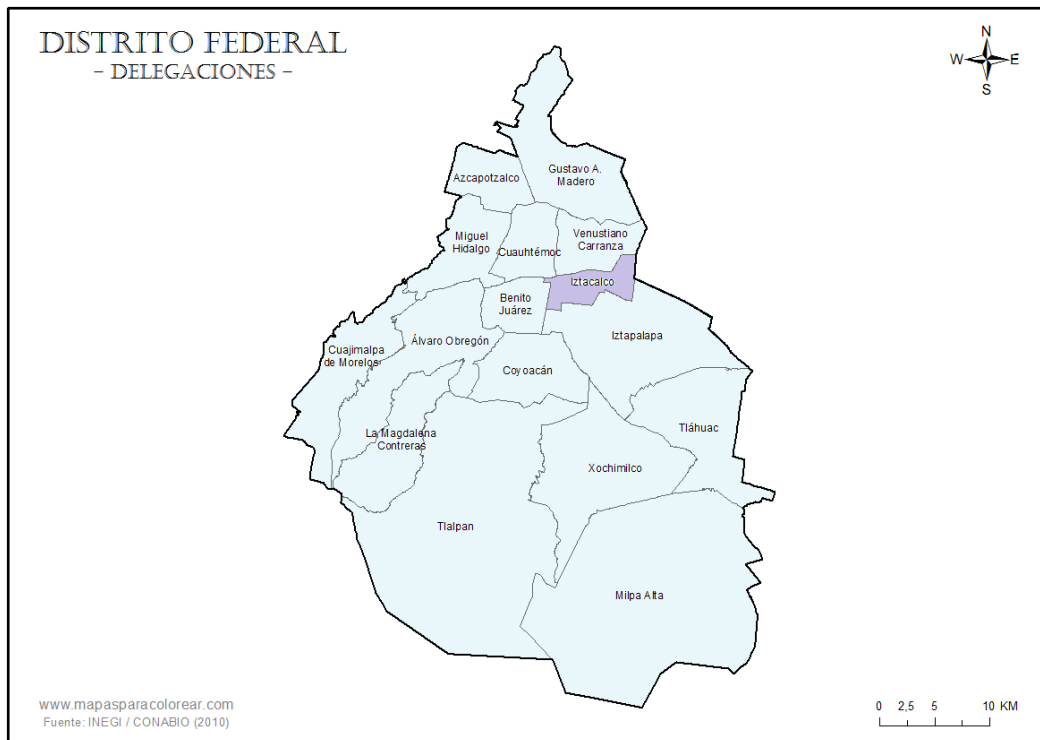 DISTRITO FEDERAL
- DELEGACIONES -
N
W E
S
Gustavo A.
Madero
Azcapotzalco
Miguel
Hidalgo
Cuauhtémoc
Venustiano
Carranza
Iztacalco
Benito
Juárez
Iztapalapa
Álvaro Obregón
Cuajimalpa
de Morelos
Coyoacán
La Magdalena
Contreras
Tláhuac
Xochimilco
Tlalpan
Milpa Alta
www.mapasparacolorear.com
Fuente: INEGI / CONABIO (2010)
0 2,5 5 10 KM